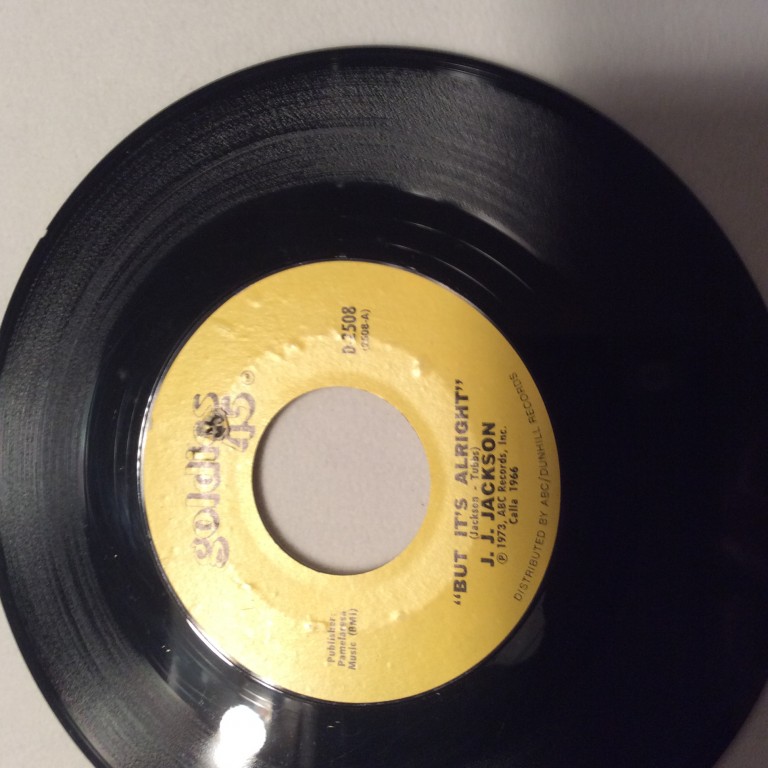 goldies
45
D-2508
(2508-A)
Publisher:
Pamelarosa
Music (BMI)
"BUT IT'S ALRIGHT"
(Jackson - Tubbs)
J. J. JACKSON
℗ 1973, ABC Records, Inc.
Calla 1966
DISTRIBUTED BY ABC/DUNHILL RECORDS